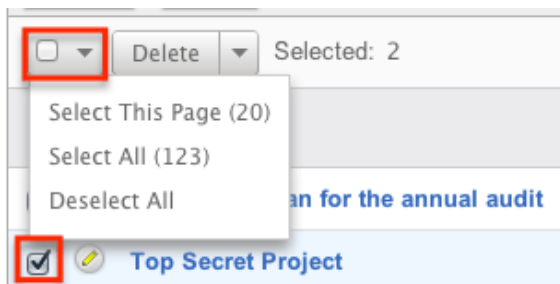 Delete Selected: 2
Select This Page (20)
Select All (123)
Deselect All
for the annual audit
Top Secret Project